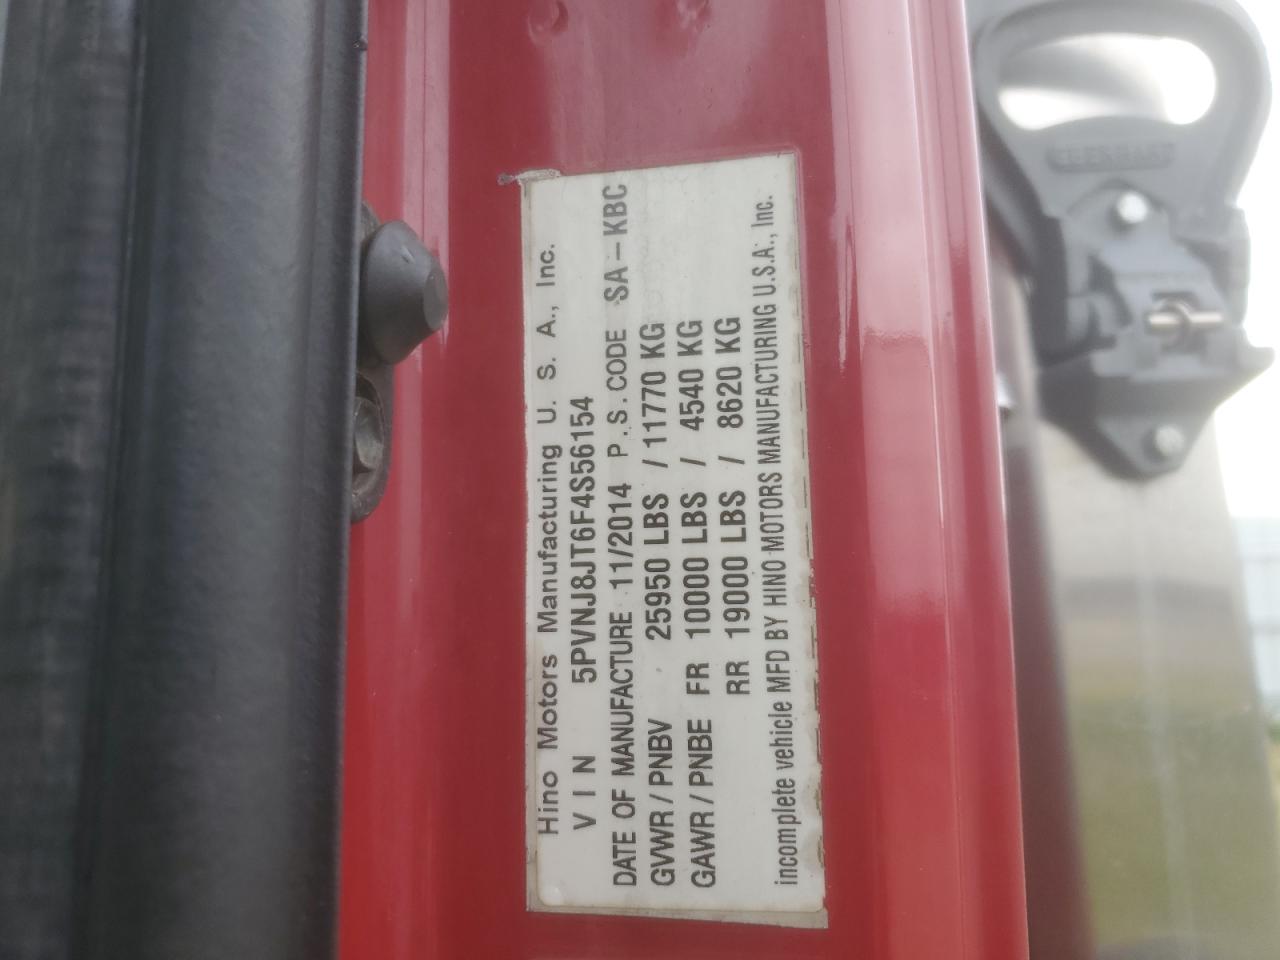 Hino Motors Manufacturing U. S. A., Inc.
VIN 5PVNJ8JT6F4S56154
DATE OF MANUFACTURE 11/2014 P.S.CODE SA-KBC
GVWR/PNBV 25950 LBS / 11770 KG
GAWR/PNBE FR 10000 LBS / 4540 KG
RR 19000 LBS / 8620 KG
incomplete vehicle MFD BY HINO MOTORS MANUFACTURING U.S.A., Inc.
EBERHARD